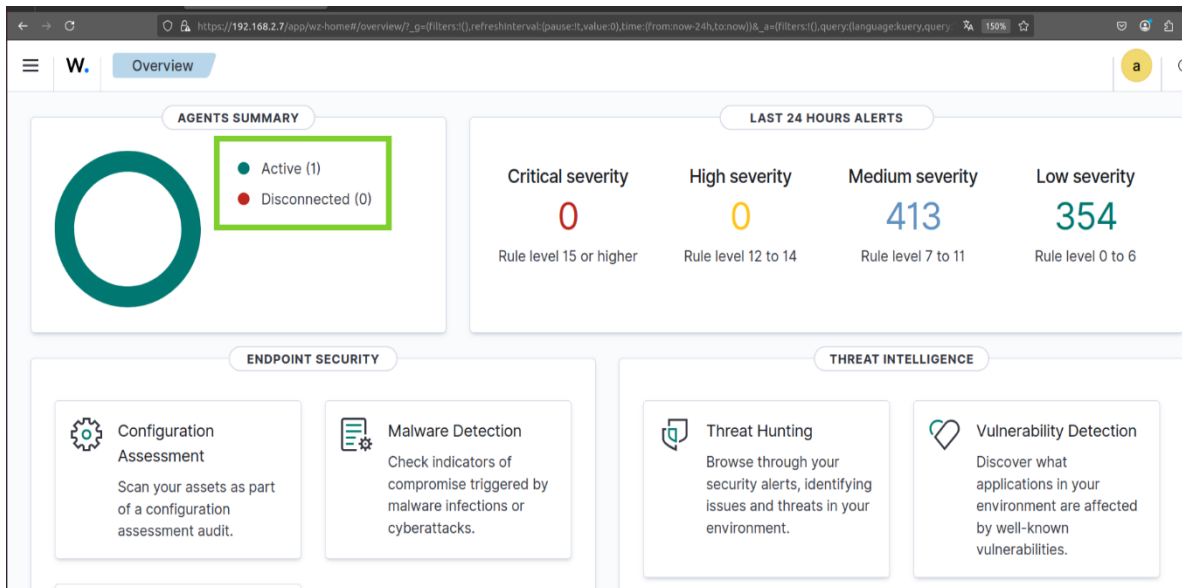 https://192.168.2.7/app/wz-home#/overview/?_g=(filters:!(),refreshInterval:(pause:!t,value:0),time:(from:now-24h,to:now))&_a=(filters:!(),query:(language:kuery,query: 150%
W. Overview a
AGENTS SUMMARY
Active (1)
Disconnected (0)
LAST 24 HOURS ALERTS
Critical severity
0
Rule level 15 or higher
High severity
0
Rule level 12 to 14
Medium severity
413
Rule level 7 to 11
Low severity
354
Rule level 0 to 6
ENDPOINT SECURITY
Configuration
Assessment
Scan your assets as part
of a configuration
assessment audit.
Malware Detection
Check indicators of
compromise triggered by
malware infections or
cyberattacks.
THREAT INTELLIGENCE
Threat Hunting
Browse through your
security alerts, identifying
issues and threats in your
environment.
Vulnerability Detection
Discover what
applications in your
environment are affected
by well-known
vulnerabilities.